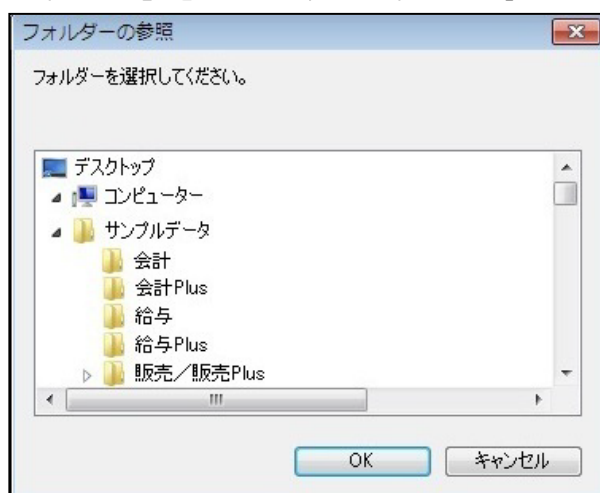 フォルダーの参照
フォルダーを選択してください。
デスクトップ
コンピューター
サンプルデータ
会計
会計Plus
給与
給与Plus
販売／販売Plus
OK
キャンセル